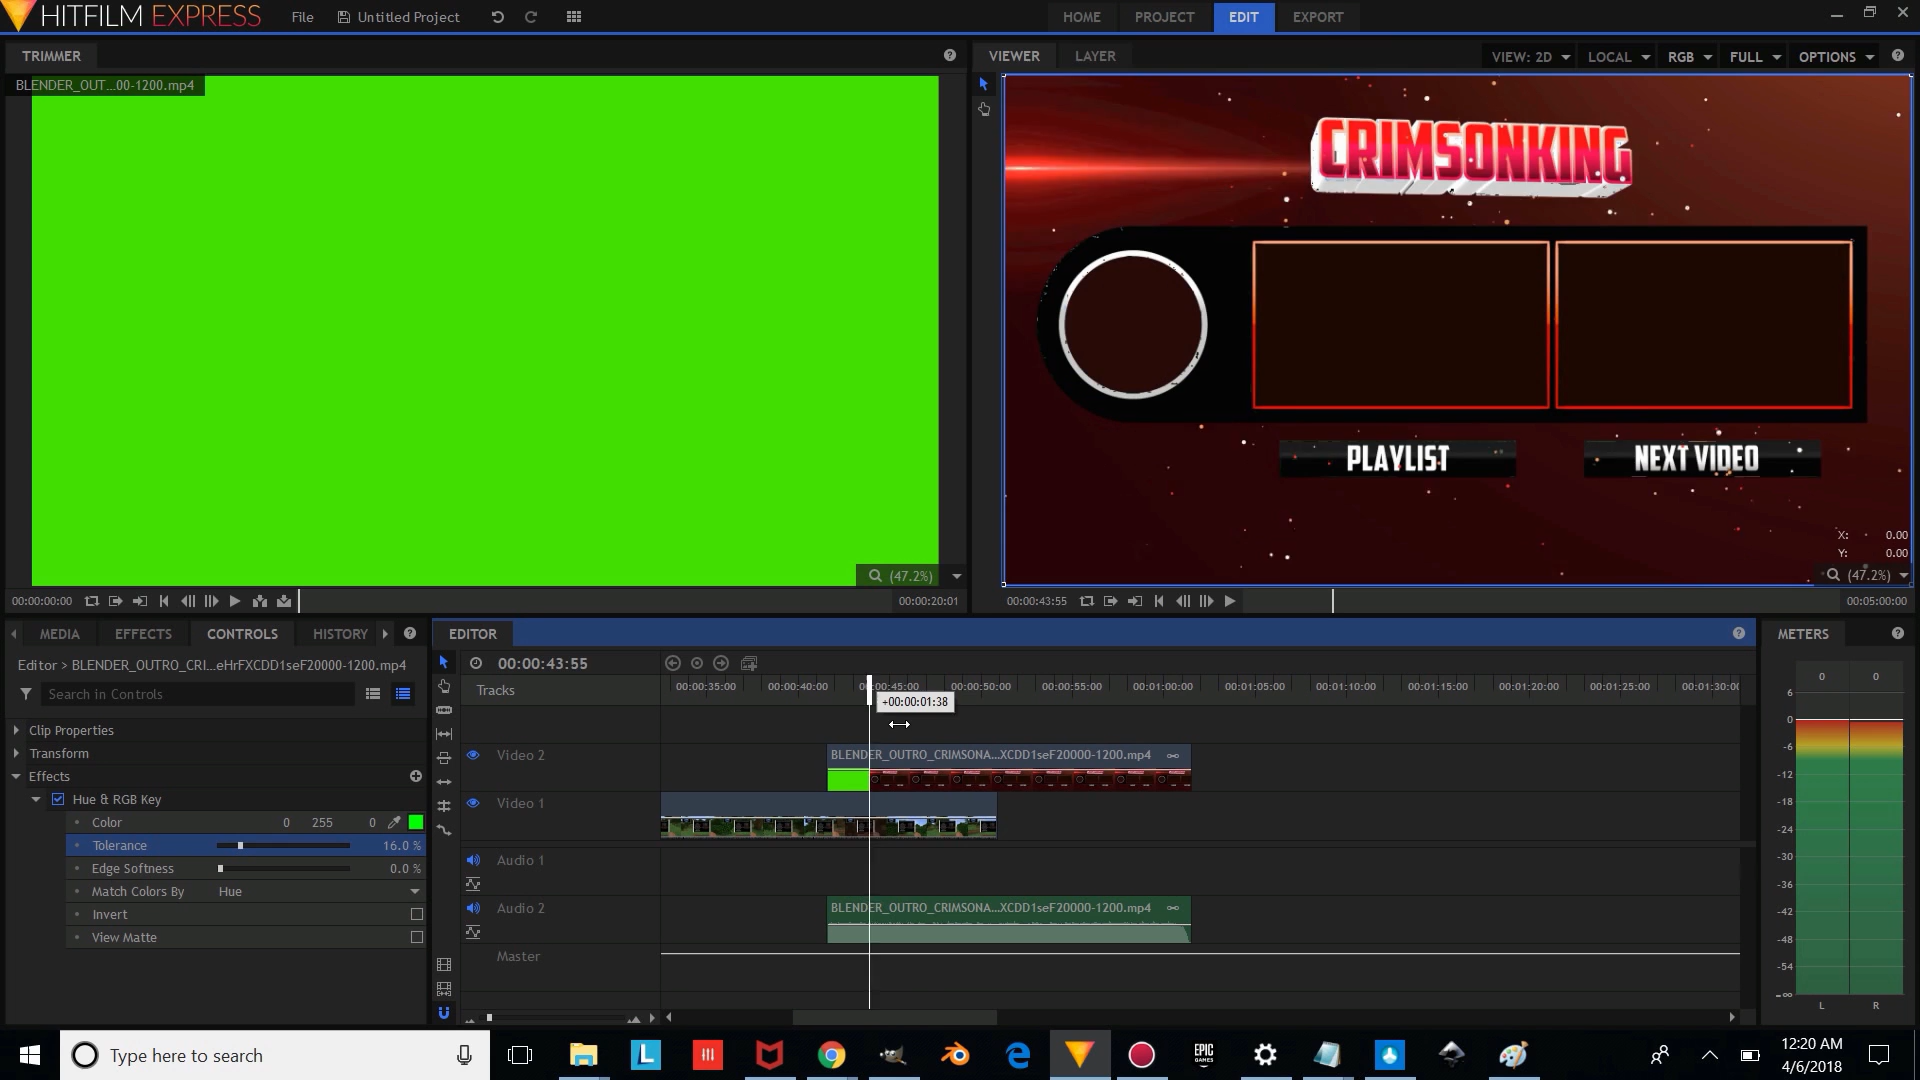 HITFILM EXPRESS
File
Untitled Project
HOME
PROJECT
EDIT
EXPORT
TRIMMER
BLENDER_OUT...00-1200.mp4
(47.2%)
00:00:00:00
00:00:20:01
VIEWER
LAYER
VIEW: 2D
LOCAL
RGB
FULL
OPTIONS
CRIMSONKING
PLAYLIST
NEXT VIDEO
X: 0.00
Y: 0.00
(47.2%)
00:00:43:55
00:05:00:00
MEDIA
EFFECTS
CONTROLS
HISTORY
Editor > BLENDER_OUTRO_CRI...eHrFXCDD1seF20000-1200.mp4
Search in Controls
Clip Properties
Transform
Effects
Hue & RGB Key
Color 0 255 0
Tolerance 16.0 %
Edge Softness 0.0 %
Match Colors By Hue
Invert
View Matte
EDITOR
00:00:43:55
Tracks
00:00:35:00
00:00:40:00
00:00:45:00
00:00:50:00
00:00:55:00
00:01:00:00
00:01:05:00
00:01:10:00
00:01:15:00
00:01:20:00
00:01:25:00
00:01:30:00
+00:00:01:38
Video 2
BLENDER_OUTRO_CRIMSONA...XCDD1seF20000-1200.mp4
Video 1
Audio 1
Audio 2
BLENDER_OUTRO_CRIMSONA...XCDD1seF20000-1200.mp4
Master
METERS
0 0
6
0
-6
-12
-18
-24
-30
-36
-42
-48
-54
-∞
L R
Type here to search
L
EPIC
GAMES
12:20 AM
4/6/2018